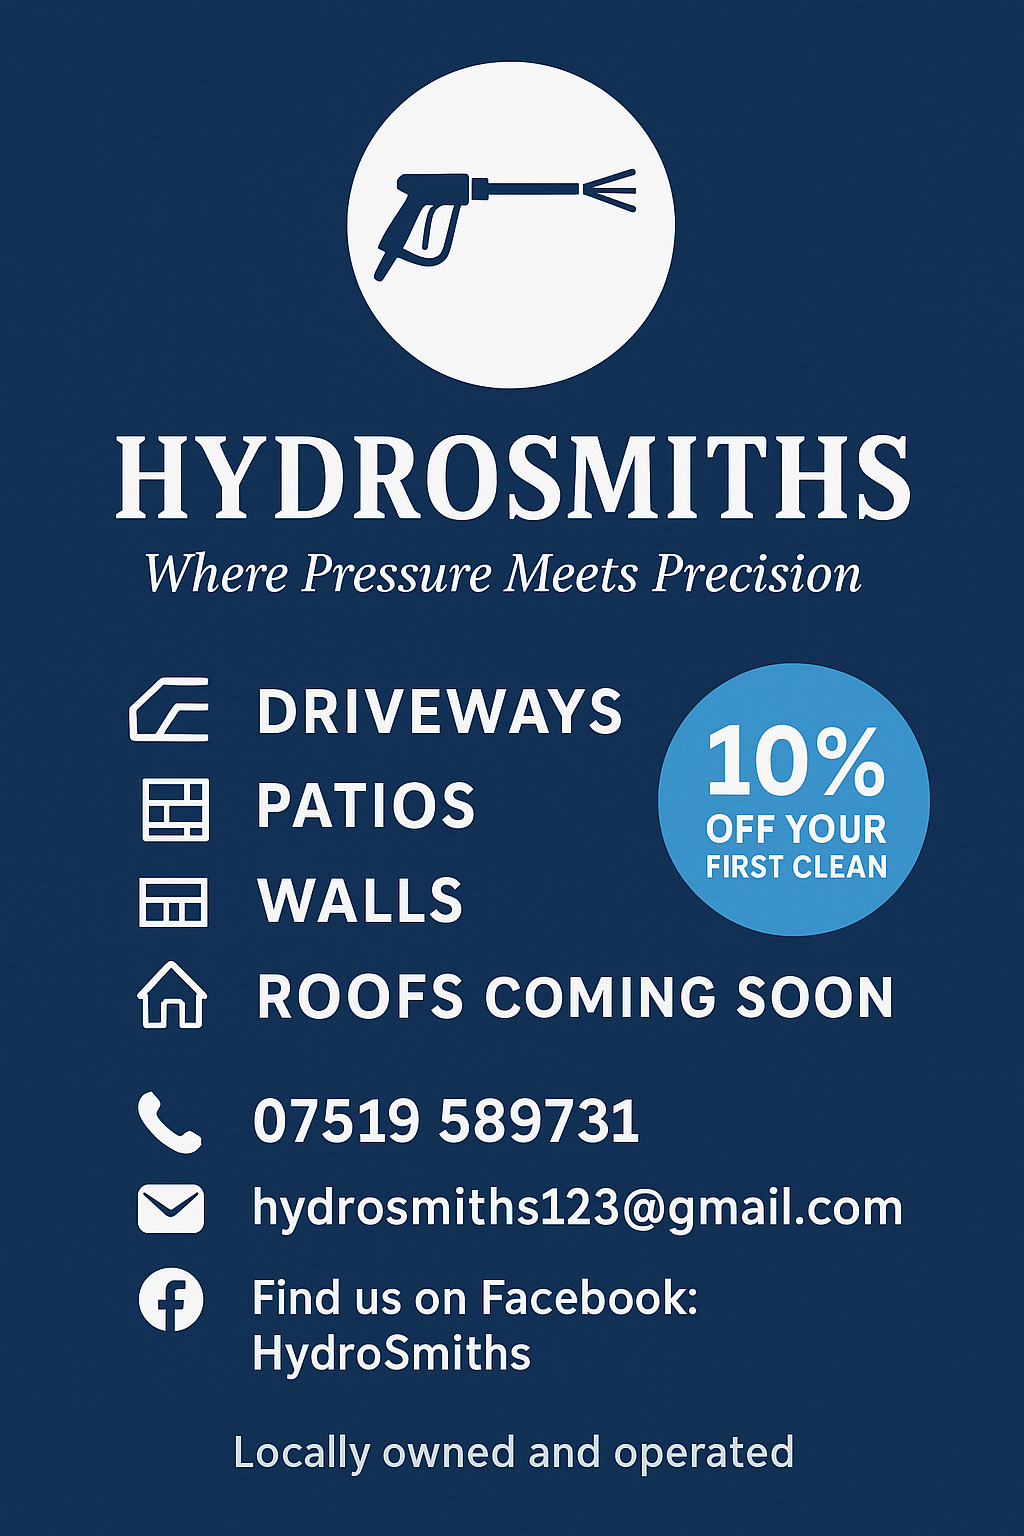 HYDROSMITHS
Where Pressure Meets Precision
DRIVEWAYS
PATIOS
WALLS
ROOFS COMING SOON
10%
OFF YOUR
FIRST CLEAN
07519 589731
hydrosmiths123@gmail.com
Find us on Facebook:
HydroSmiths
Locally owned and operated